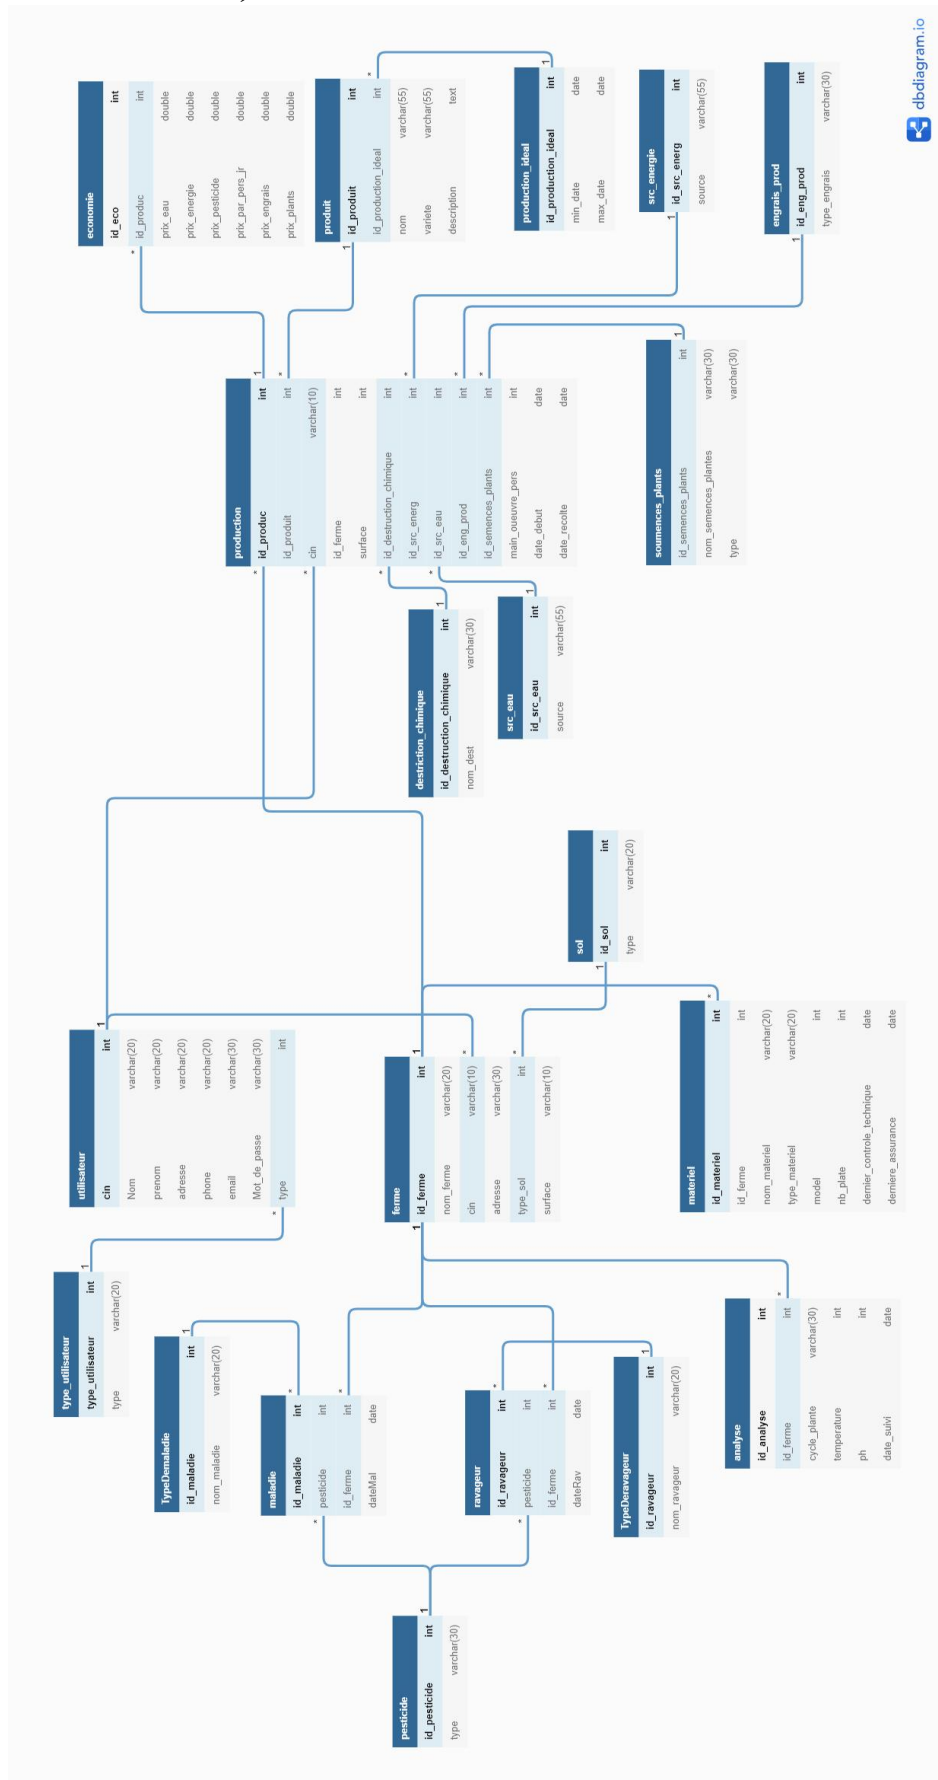 economie
id_eco int
id_produc int
prix_eau double
prix_energie double
prix_pesticide double
prix_par_pers_jr double
prix_engrais double
prix_plants double
produit
id_produit int
id_production_ideal int
nom varchar(55)
variete varchar(55)
description text
production_ideal
id_production_ideal int
min_date date
max_date date
src_energie
id_src_energ int
source varchar(55)
engrais_prod
id_eng_prod int
type_engrais varchar(30)
dbdiagram.io
production
id_produc int
id_produit int
cin varchar(10)
id_ferme int
surface int
id_destruction_chimique int
id_src_energ int
id_src_eau int
id_eng_prod int
id_semences_plants int
main_oueuvre_pers int
date_debut date
date_recolte date
soumences_plants
id_semences_plants int
nom_semences_plantes varchar(30)
type varchar(30)
destriction_chimique
id_destruction_chimique int
nom_dest varchar(30)
src_eau
id_src_eau int
source varchar(55)
sol
id_sol int
type varchar(20)
utilisateur
cin int
Nom varchar(20)
prenom varchar(20)
adresse varchar(20)
phone varchar(20)
email varchar(30)
Mot_de_passe varchar(30)
type int
ferme
id_ferme int
nom_ferme varchar(20)
cin varchar(10)
adresse varchar(30)
type_sol int
surface varchar(10)
materiel
id_materiel int
id_ferme int
nom_materiel varchar(20)
type_materiel varchar(20)
model int
nb_plate int
dernier_controle_technique date
derniere_assurance date
type_utilisateur
type_utilisateur int
type varchar(20)
TypeDemaladie
id_maladie int
nom_maladie varchar(20)
maladie
id_maladie int
pesticide int
id_ferme int
dateMal date
ravageur
id_ravageur int
pesticide int
id_ferme int
dateRav date
TypeDeravageur
id_ravageur int
nom_ravageur varchar(20)
analyse
id_analyse int
id_ferme int
cycle_plante varchar(30)
temperature int
ph int
date_suivi date
pesticide
id_pesticide int
type varchar(30)